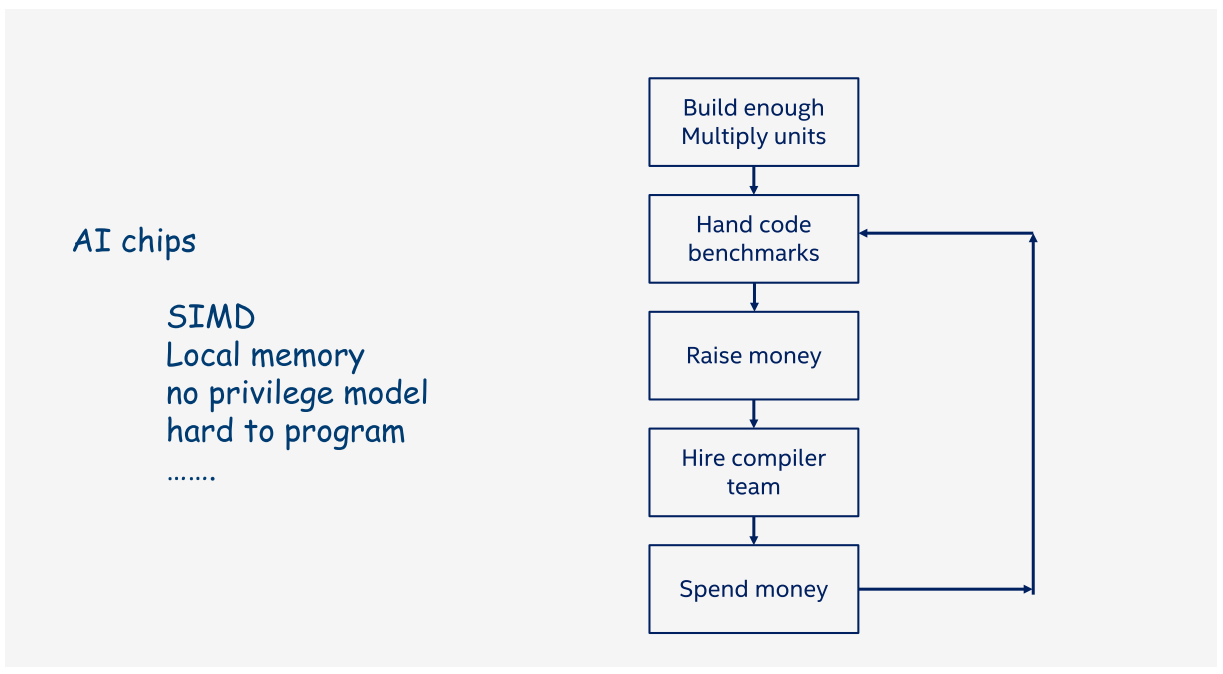 AI chips
SIMD
Local memory
no privilege model
hard to program
.......
Build enough
Multiply units
Hand code
benchmarks
Raise money
Hire compiler
team
Spend money